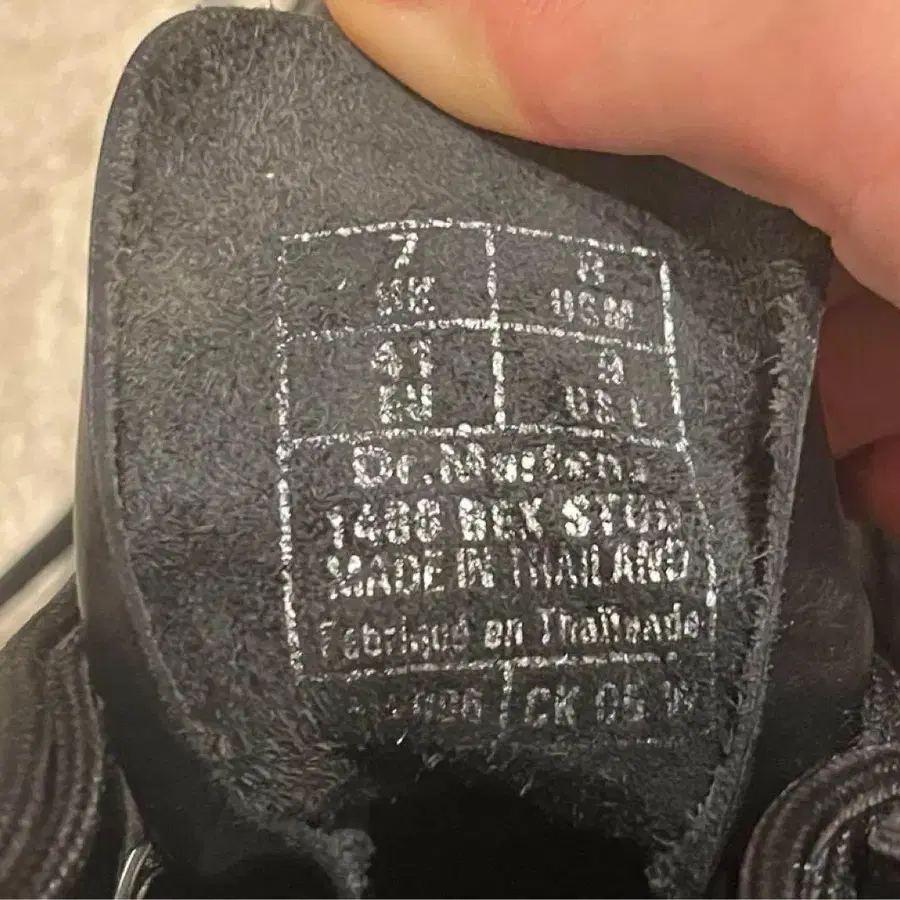 7 8
UK USM
41 9
EU US L
Dr.Martens
1460 BEX STUD
MADE IN THAILAND
Fabriqué en Thaïlande
CK